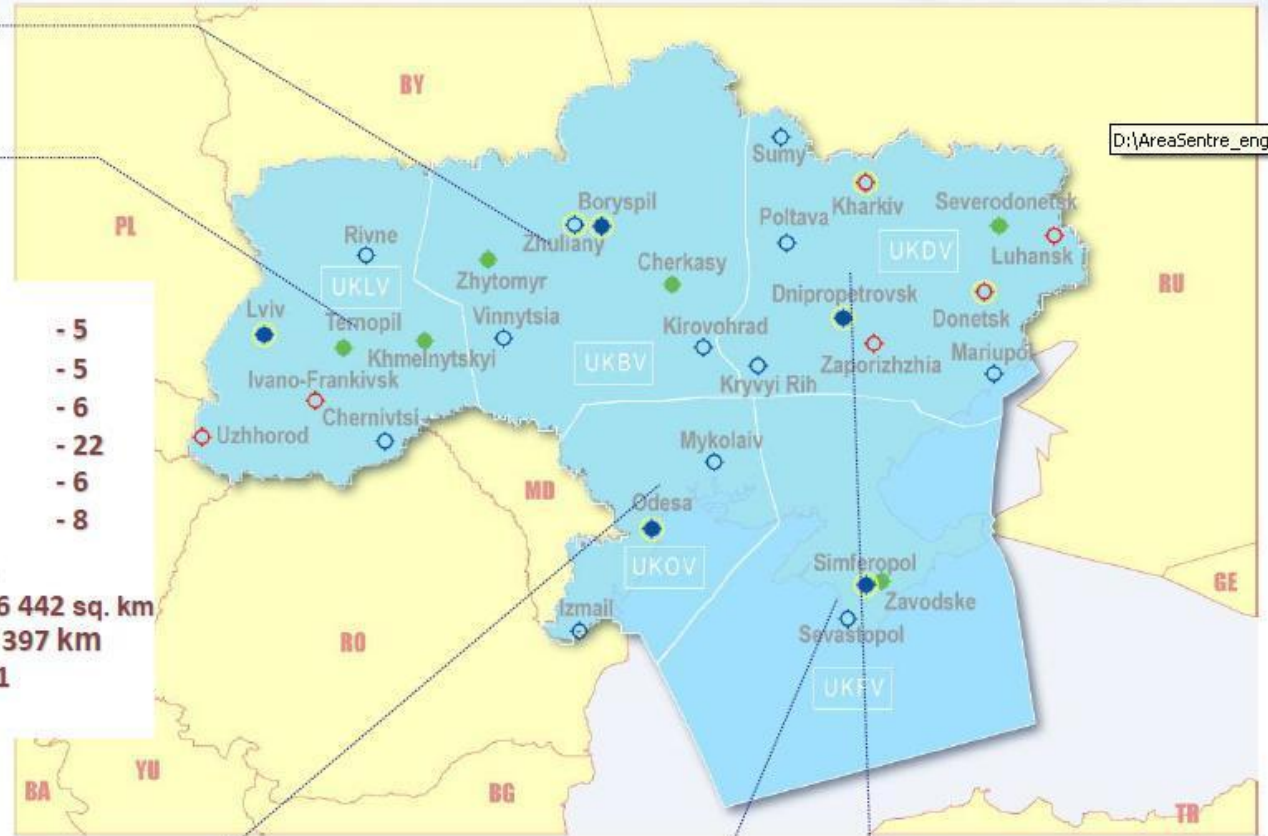 BY
D:\AreaSentre_eng
Sumy
PL
Boryspil
Kharkiv
Severodonetsk
Rivne
Zhuliany
Poltava
UKDV
Luhansk
Cherkasy
UKLV
Zhytomyr
RU
Lviv
Ternopil
Vinnytsia
Dnipropetrovsk
Donetsk
- 5
Kirovohrad
Khmelnytskyi
UKBV
Zaporizhzhia
Mariupol
- 5
Ivano-Frankivsk
Kryvyi Rih
- 6
Chernivtsi
Uzhhorod
- 22
Mykolaiv
- 6
MD
Odesa
- 8
UKOV
Simferopol
GE
6 442 sq. km
Izmail
Zavodske
397 km
RO
Sevastopol
1
UKFV
YU
BA
BG
TR